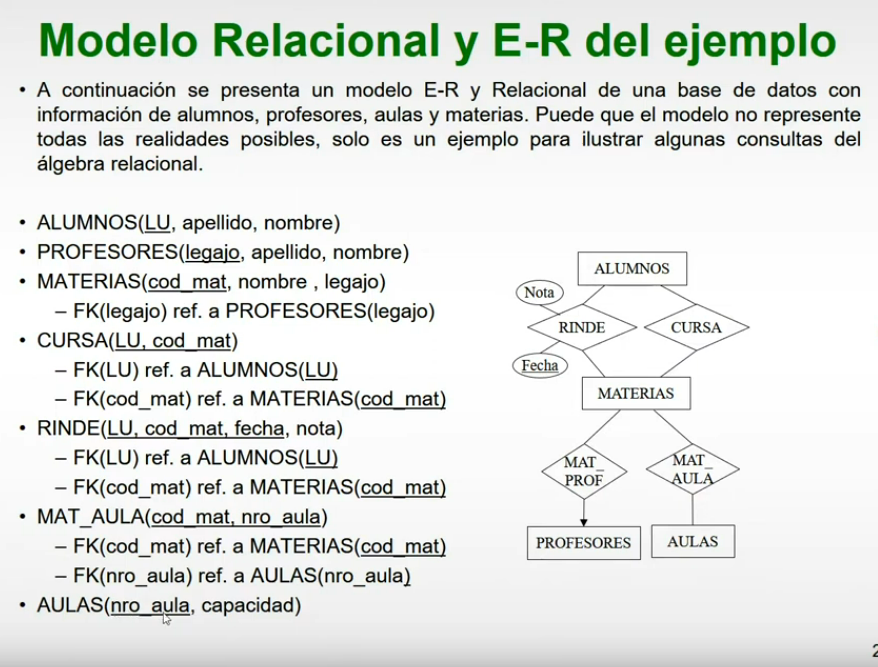 Modelo Relacional y E-R del ejemplo
• A continuación se presenta un modelo E-R y Relacional de una base de datos con
información de alumnos, profesores, aulas y materias. Puede que el modelo no represente
todas las realidades posibles, solo es un ejemplo para ilustrar algunas consultas del
álgebra relacional.
• ALUMNOS(LU, apellido, nombre)
• PROFESORES(legajo, apellido, nombre)
• MATERIAS(cod_mat, nombre , legajo)
– FK(legajo) ref. a PROFESORES(legajo)
• CURSA(LU, cod_mat)
– FK(LU) ref. a ALUMNOS(LU)
– FK(cod_mat) ref. a MATERIAS(cod_mat)
• RINDE(LU, cod_mat, fecha, nota)
– FK(LU) ref. a ALUMNOS(LU)
– FK(cod_mat) ref. a MATERIAS(cod_mat)
• MAT_AULA(cod_mat, nro_aula)
– FK(cod_mat) ref. a MATERIAS(cod_mat)
– FK(nro_aula) ref. a AULAS(nro_aula)
• AULAS(nro_aula, capacidad)
ALUMNOS
Nota
RINDE
CURSA
Fecha
MATERIAS
MAT_
PROF
MAT_
AULA
PROFESORES
AULAS